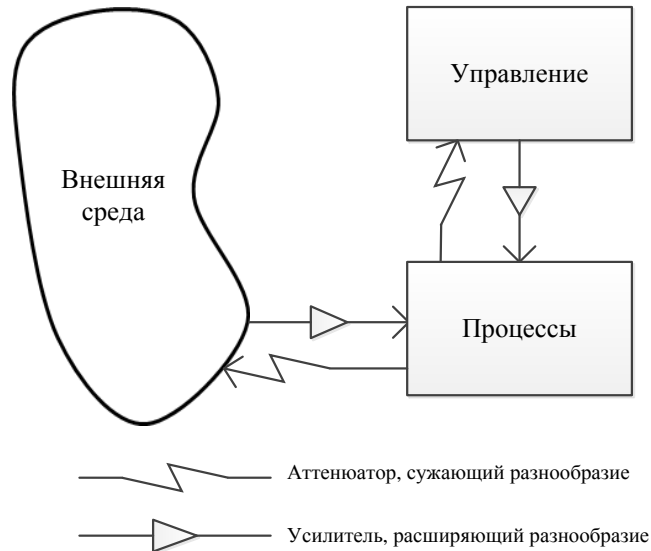 Управление
Внешняя
среда
Процессы
Аттенюатор, сужающий разнообразие
Усилитель, расширяющий разнообразие